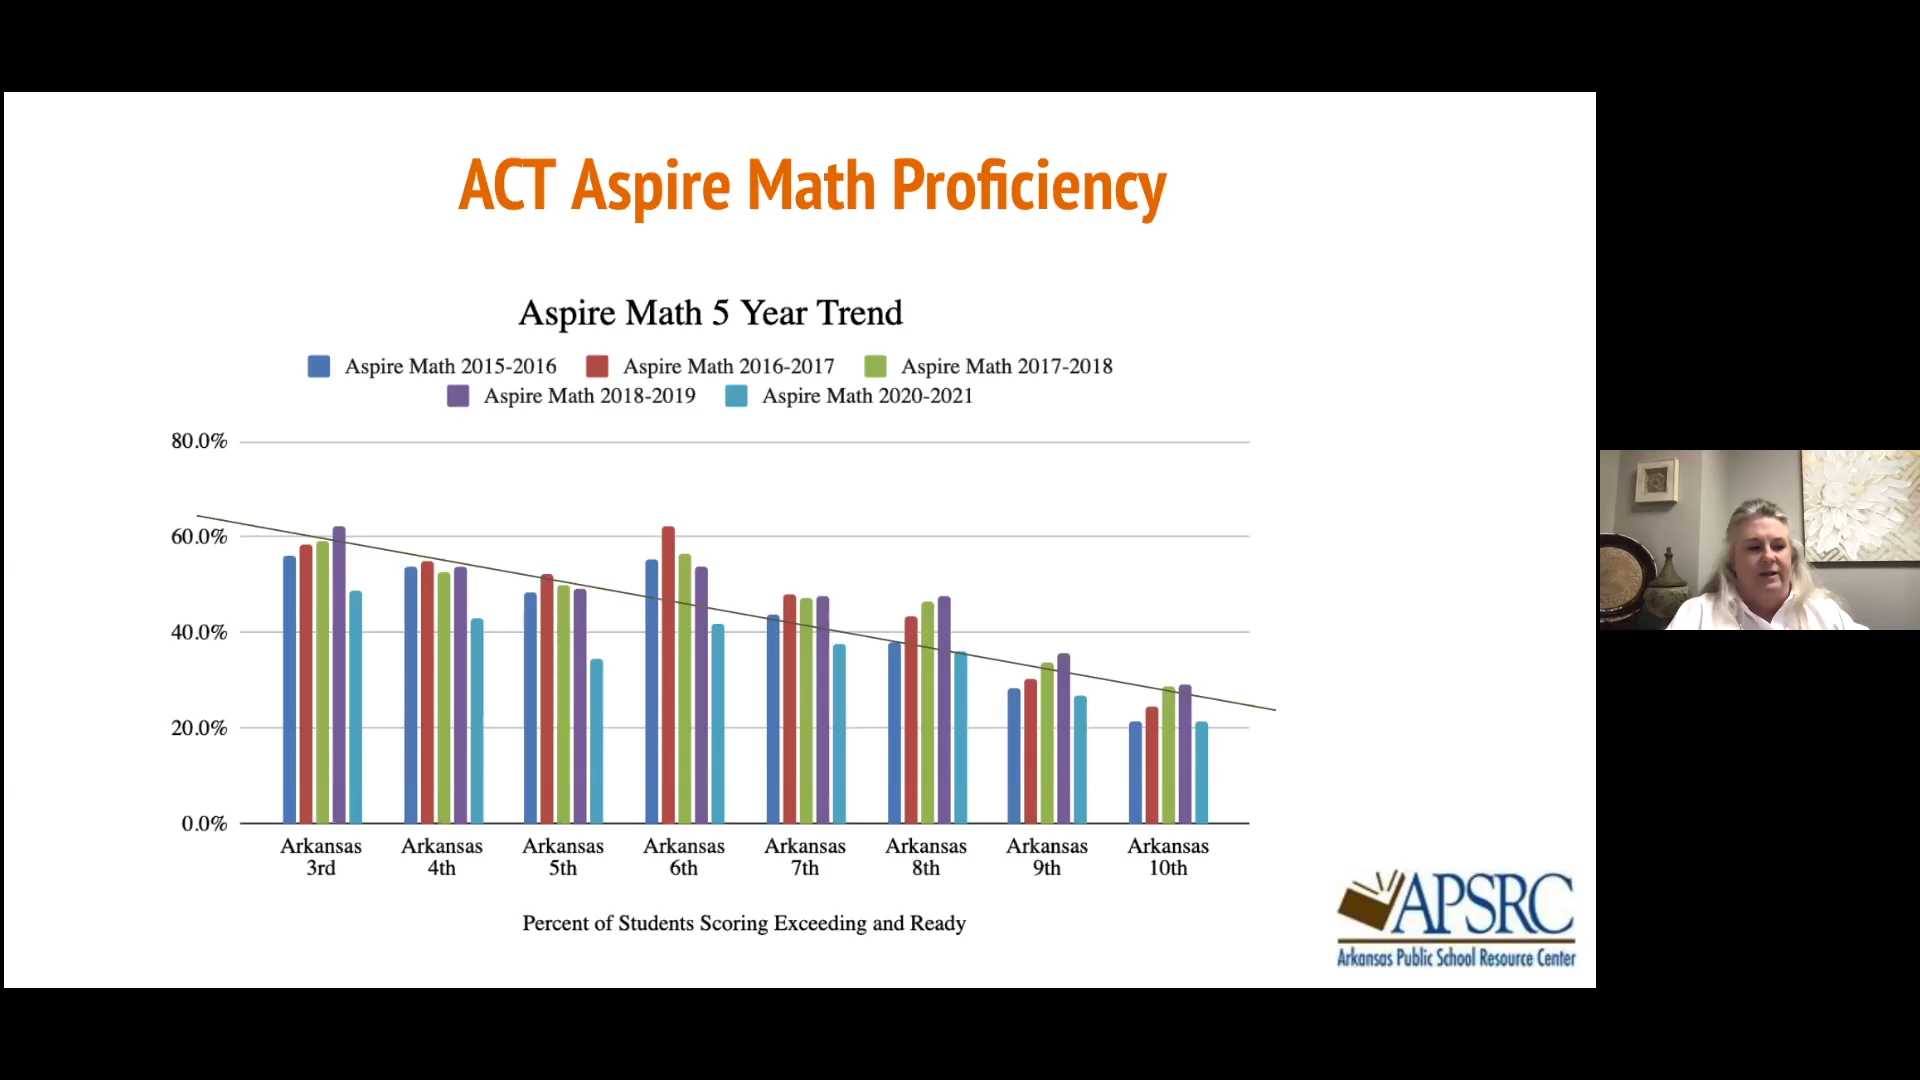 ACT Aspire Math Proficiency
Aspire Math 5 Year Trend
Aspire Math 2015-2016 Aspire Math 2016-2017 Aspire Math 2017-2018
Aspire Math 2018-2019 Aspire Math 2020-2021
80.0%
60.0%
40.0%
20.0%
0.0%
Arkansas 3rd
Arkansas 4th
Arkansas 5th
Arkansas 6th
Arkansas 7th
Arkansas 8th
Arkansas 9th
Arkansas 10th
Percent of Students Scoring Exceeding and Ready
APSRC
Arkansas Public School Resource Center